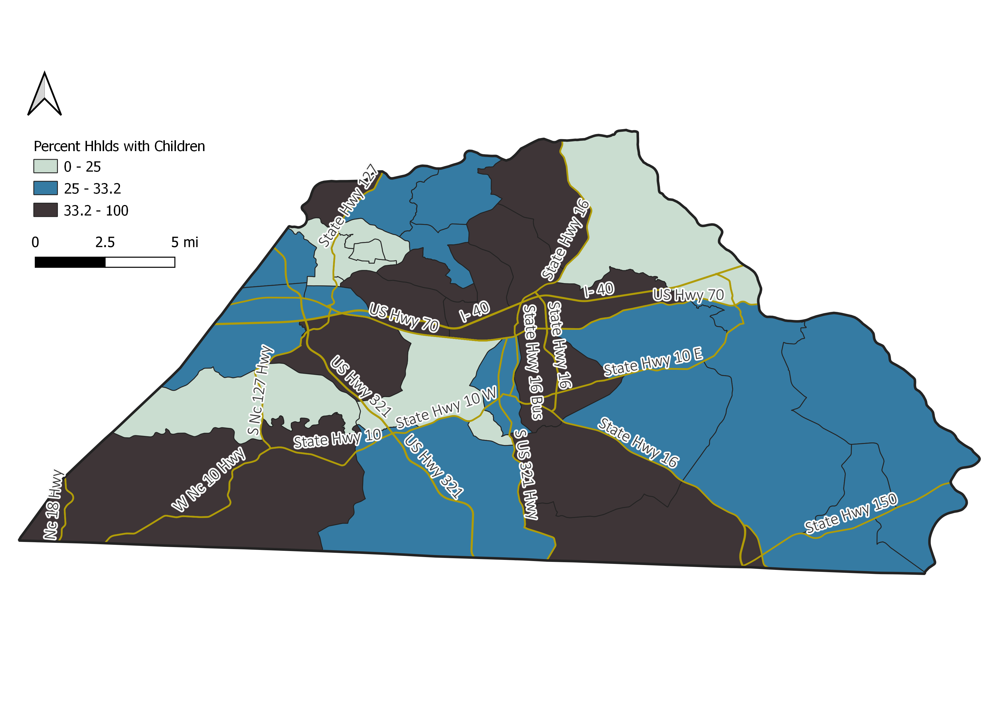 Percent Hhlds with Children
0 - 25
25 - 33.2
33.2 - 100
0 2.5 5 mi
State Hwy 127
State Hwy 16
I- 40
US Hwy 70
US Hwy 70
I- 40
State Hwy 16 Bus
State Hwy 16
State Hwy 10 E
S Nc 127 Hwy
US Hwy 321
State Hwy 10 W
State Hwy 10
US Hwy 321
S US 321 Hwy
State Hwy 16
W Nc 10 Hwy
Nc 18 Hwy
State Hwy 150